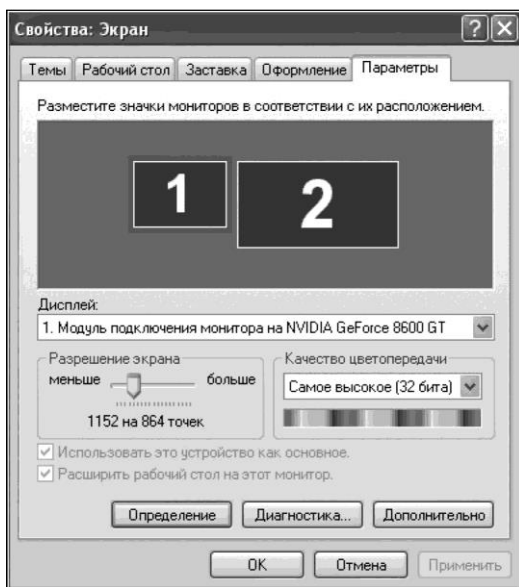 Свойства: Экран
Темы Рабочий стол Заставка Оформление Параметры
Разместите значки мониторов в соответствии с их расположением.
1 2
Дисплей:
1. Модуль подключения монитора на NVIDIA GeForce 8600 GT
Разрешение экрана Качество цветопередачи
меньше больше Самое высокое (32 бита)
1152 на 864 точек
Использовать это устройство как основное.
Расширить рабочий стол на этот монитор.
Определение Диагностика... Дополнительно
OK Отмена Применить